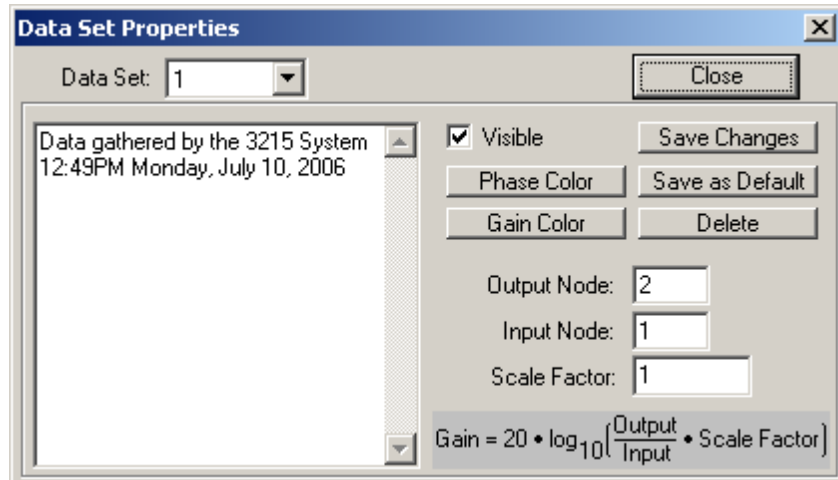 Data Set Properties
Data Set: 1
Close
Data gathered by the 3215 System
12:49PM Monday, July 10, 2006
Visible
Save Changes
Phase Color
Save as Default
Gain Color
Delete
Output Node: 2
Input Node: 1
Scale Factor: 1
Gain = 20 • log10(Output/Input • Scale Factor)